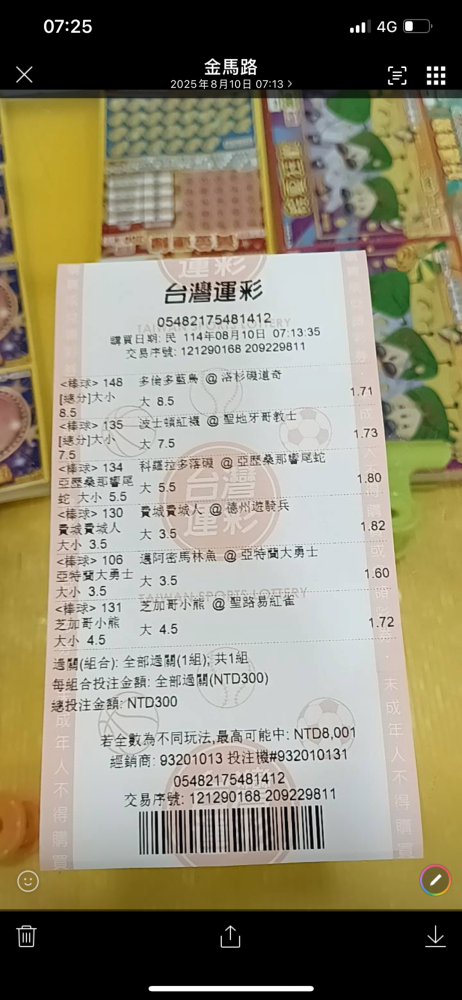 07:25
4G
金馬路
2025年8月10日 07:13 >
運彩
台灣運彩
05482175481412
TAIWAN SPORTS LOTTERY
購買日期: 民 114年08月10日 07:13:35
交易序號: 121290168 209229811
<棒球> 148 多倫多藍鳥 @ 洛杉磯道奇
[總分]大小 大 8.5 1.71
8.5
<棒球> 135 波士頓紅襪 @ 聖地牙哥教士
[總分]大小 大 7.5 1.73
7.5
<棒球> 134 科羅拉多落磯 @ 亞歷桑那響尾蛇
亞歷桑那響尾 大 5.5 1.80
蛇 大小 5.5
<棒球> 130 費城費城人 @ 德州遊騎兵
費城費城人 大 3.5 1.82
大小 3.5
<棒球> 106 邁阿密馬林魚 @ 亞特蘭大勇士
亞特蘭大勇士 大 3.5 1.60
大小 3.5
<棒球> 131 芝加哥小熊 @ 聖路易紅雀
芝加哥小熊 大 4.5 1.72
大小 4.5
台灣
運彩
TAIWAN SPORTS LOTTERY
過關(組合): 全部過關(1組); 共1組
每組合投注金額: 全部過關(NTD300)
總投注金額: NTD300
若全數為不同玩法,最高可能中: NTD8,001
經銷商: 93201013 投注機#932010131
05482175481412
交易序號: 121290168 209229811
未成年人不得購買